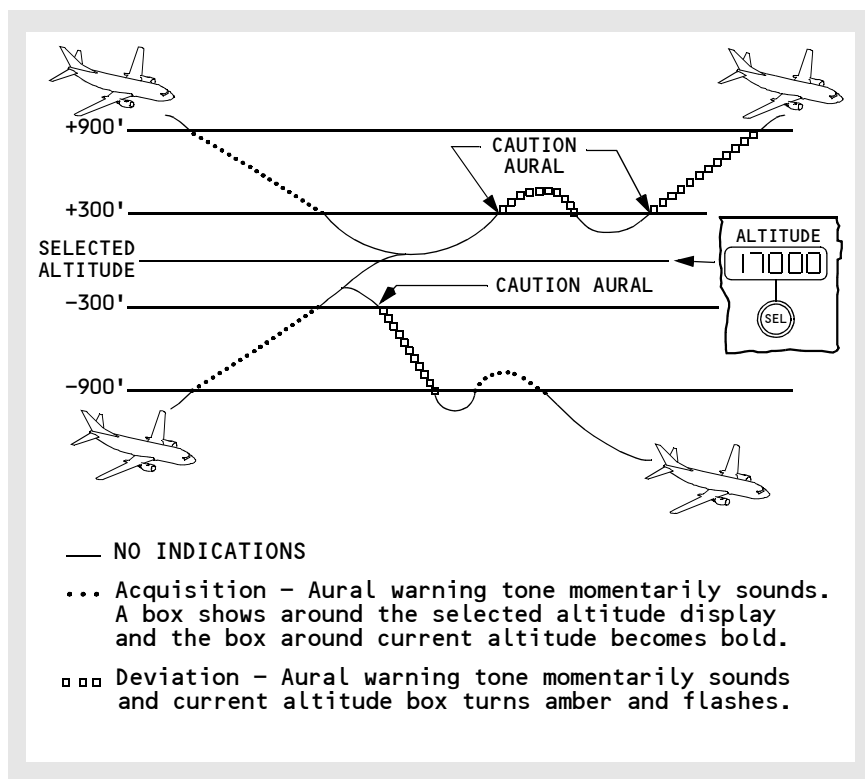 +900'
CAUTION
AURAL
+300'
ALTITUDE
SELECTED
ALTITUDE
17000
CAUTION AURAL
-300'
SEL
-900'
NO INDICATIONS
Acquisition - Aural warning tone momentarily sounds.
A box shows around the selected altitude display
and the box around current altitude becomes bold.
Deviation - Aural warning tone momentarily sounds
and current altitude box turns amber and flashes.